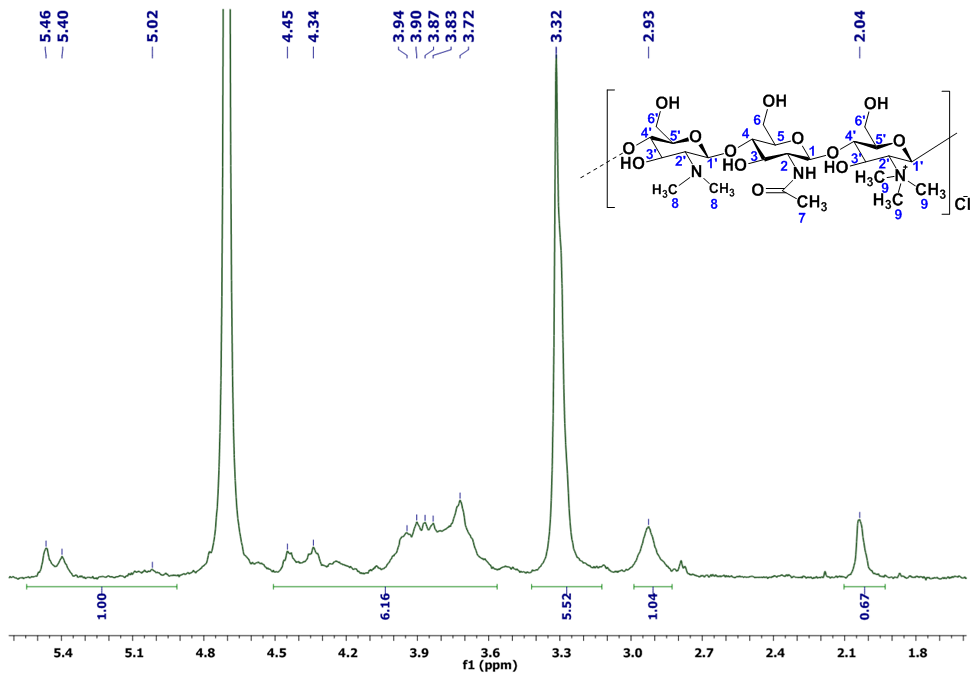 5.46
5.40
5.02
4.45
4.34
3.94
3.90
3.87
3.83
3.72
3.32
2.93
2.04
OH OH OH
6' 6 6'
4' 5' O 4 5 O 4' 5' O
O 3' 2' 1' O 3 2 1 O 3' 2' 1'
HO N HO NH HO N+
H3C CH3 O CH3 H3C CH3
8 8 7 9 9
H3C
9
Cl-
1.00
6.16
5.52
1.04
0.67
5.4 5.1 4.8 4.5 4.2 3.9 3.6 3.3 3.0 2.7 2.4 2.1 1.8
f1 (ppm)